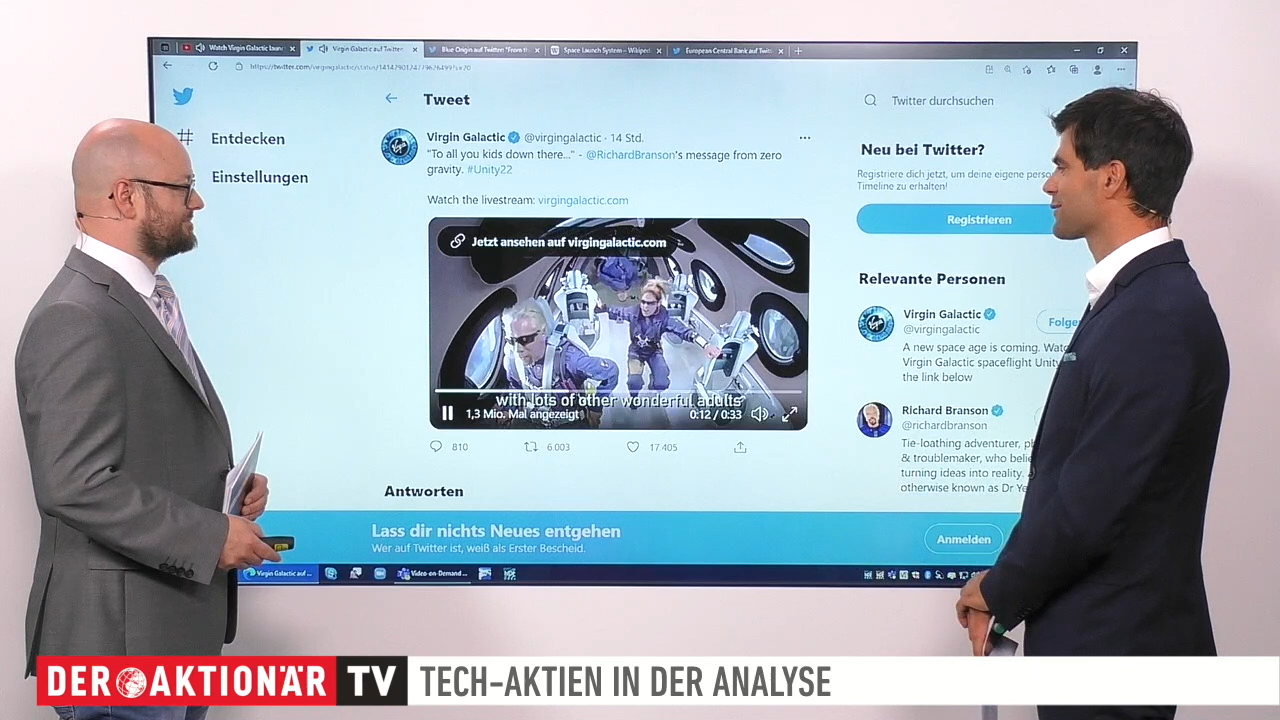 Watch Virgin Galactic laun
Virgin Galactic auf Twitter:
Blue Origin auf Twitter: "From th
Space Launch System – Wikiped
European Central Bank auf Twitt
Tweet
Twitter durchsuchen
Entdecken
Einstellungen
Virgin Galactic @virgingalactic · 14 Std.
"To all you kids down there..." - @RichardBranson's message from zero
gravity. #Unity22
Watch the livestream: virgingalactic.com
Jetzt ansehen auf virgingalactic.com
with lots of other wonderful adults
1,3 Mio. Mal angezeigt
0:12 / 0:33
810
6.003
17.405
Antworten
Neu bei Twitter?
Registriere dich jetzt, um deine eigene perso
Timeline zu erhalten!
Registrieren
Relevante Personen
Virgin Galactic
@virgingalactic
Folge
A new space age is coming. Watc
Virgin Galactic spaceflight Unity
the link below
Richard Branson
@richardbranson
Tie-loathing adventurer, ph
& troublemaker, who belie
turning ideas into reality.
otherwise known as Dr Ye
Lass dir nichts Neues entgehen
Wer auf Twitter ist, weiß als Erster Bescheid.
Anmelden
Virgin Galactic auf ...
Video-on-Demand ...
DER AKTIONÄR TV
TECH-AKTIEN IN DER ANALYSE